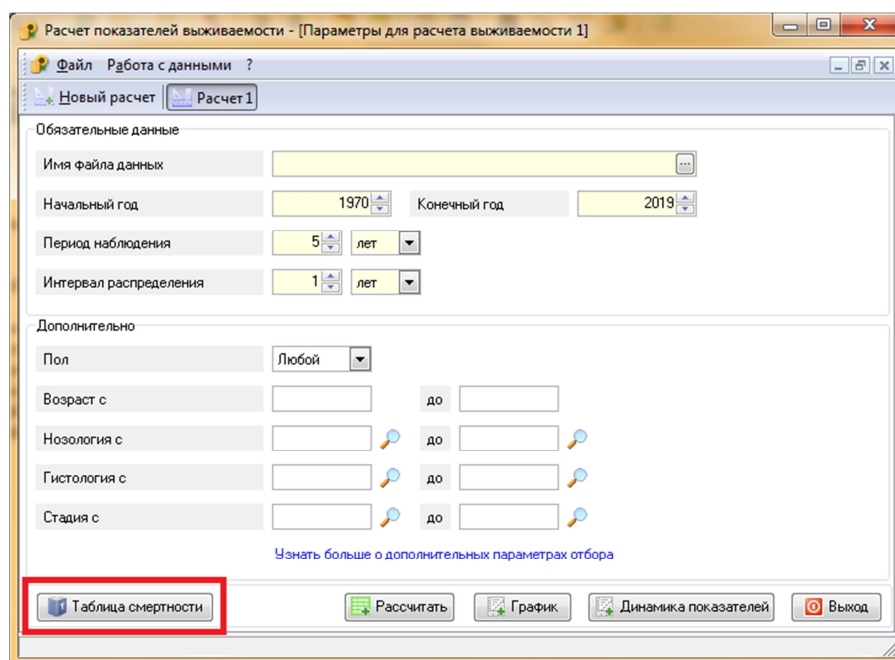 Расчет показателей выживаемости - [Параметры для расчета выживаемости 1]
Файл Работа с данными ?
Новый расчет Расчет 1
Обязательные данные
Имя файла данных ...
Начальный год 1970 Конечный год 2019
Период наблюдения 5 лет
Интервал распределения 1 лет
Дополнительно
Пол Любой
Возраст с до
Нозология с до
Гистология с до
Стадия с до
Узнать больше о дополнительных параметрах отбора
Таблица смертности Рассчитать График Динамика показателей Выход